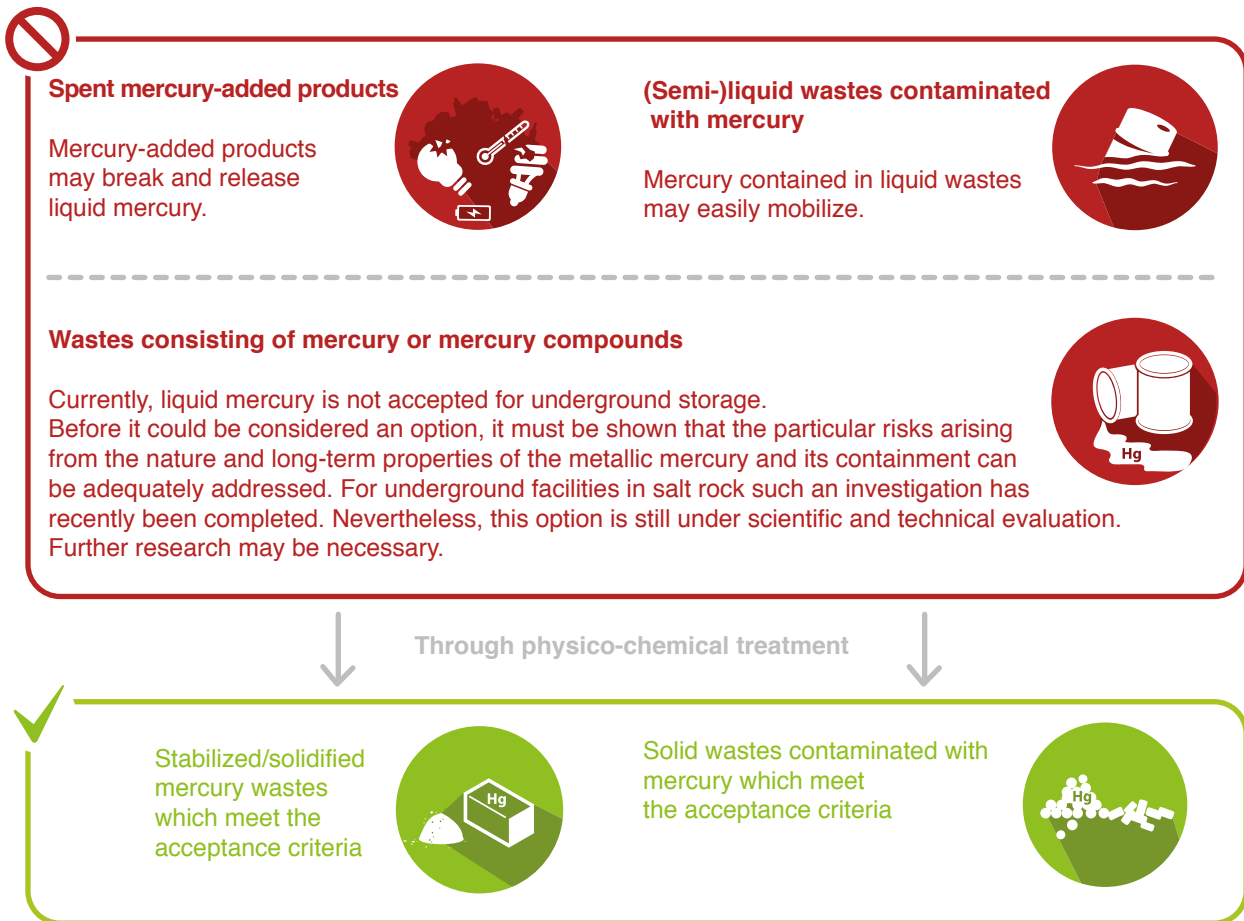 Spent mercury-added products
Mercury-added products
may break and release
liquid mercury.
(Semi-)liquid wastes contaminated
with mercury
Mercury contained in liquid wastes
may easily mobilize.
Wastes consisting of mercury or mercury compounds
Currently, liquid mercury is not accepted for underground storage.
Before it could be considered an option, it must be shown that the particular risks arising
from the nature and long-term properties of the metallic mercury and its containment can
be adequately addressed. For underground facilities in salt rock such an investigation has
recently been completed. Nevertheless, this option is still under scientific and technical evaluation.
Further research may be necessary.
Hg
Through physico-chemical treatment
Stabilized/solidified
mercury wastes
which meet the
acceptance criteria
Hg
Solid wastes contaminated with
mercury which meet
the acceptance criteria
Hg